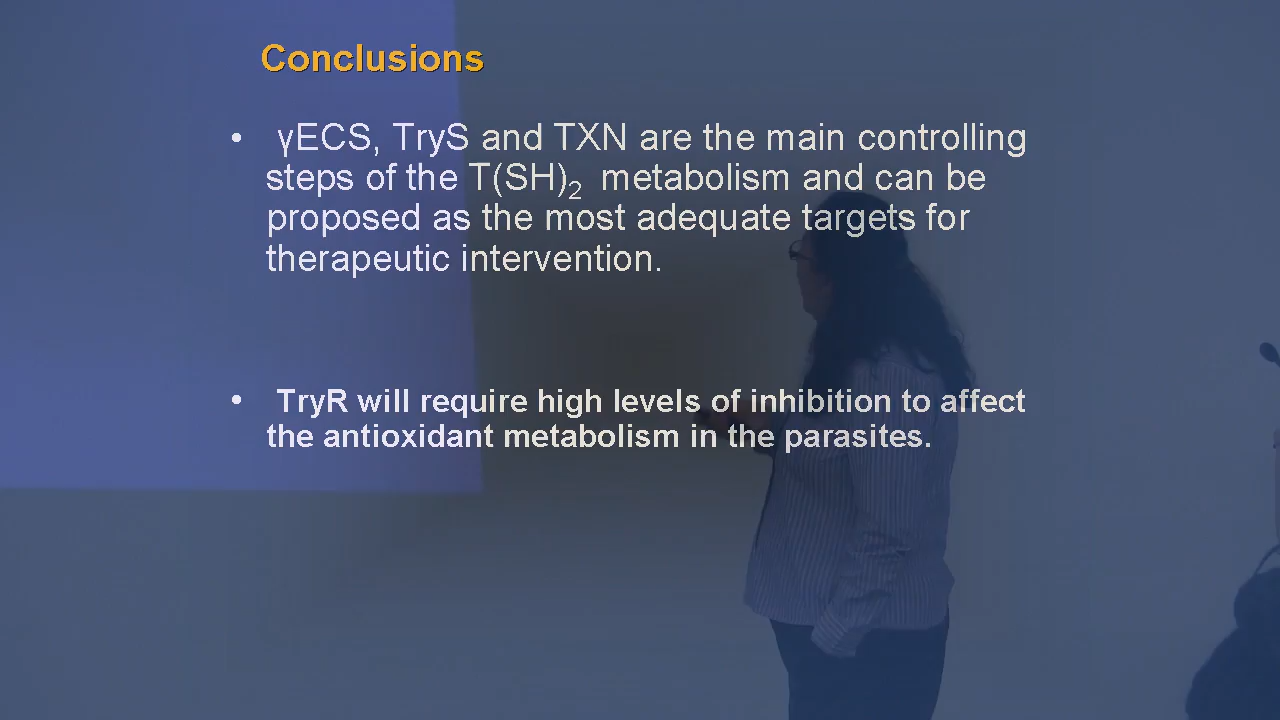 Conclusions
• γECS, TryS and TXN are the main controlling
steps of the T(SH)₂ metabolism and can be
proposed as the most adequate targets for
therapeutic intervention.
• TryR will require high levels of inhibition to affect
the antioxidant metabolism in the parasites.